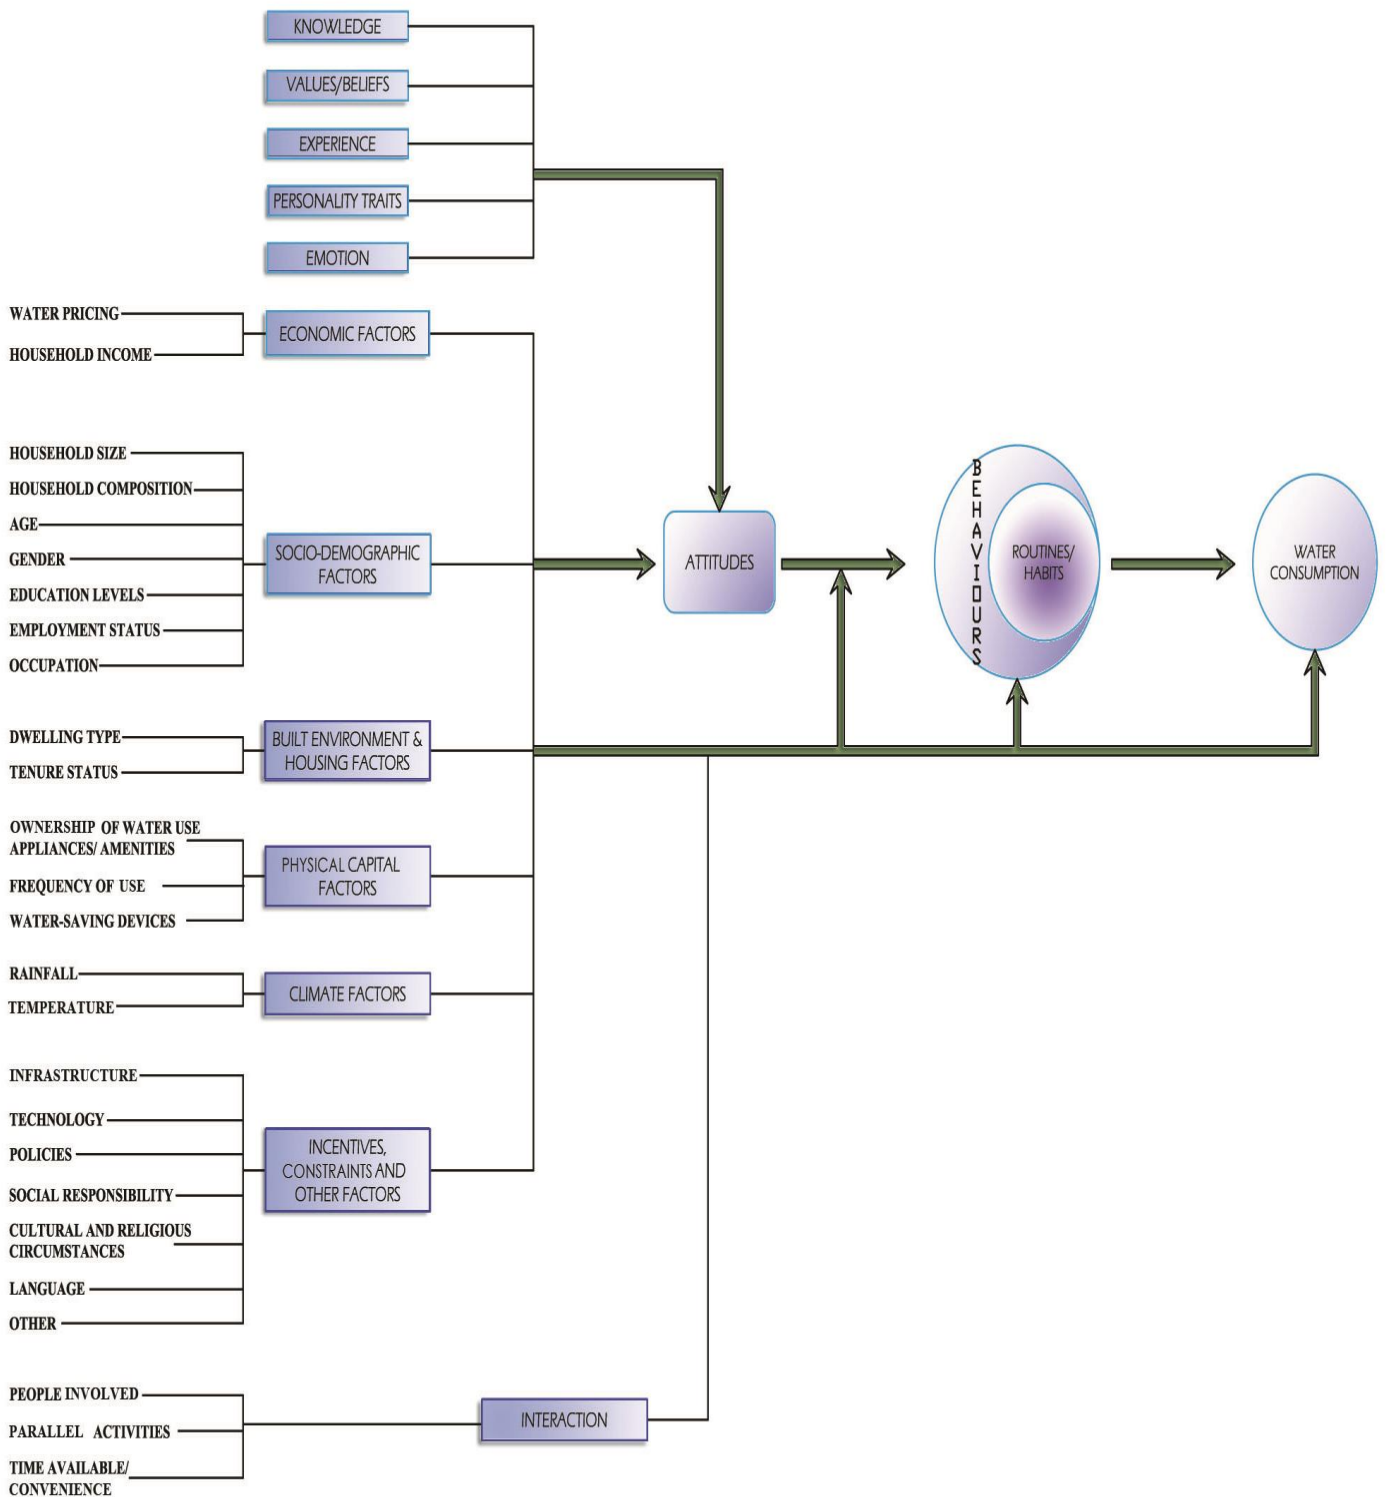 KNOWLEDGE
VALUES/BELIEFS
EXPERIENCE
PERSONALITY TRAITS
EMOTION
WATER PRICING
HOUSEHOLD INCOME
ECONOMIC FACTORS
HOUSEHOLD SIZE
HOUSEHOLD COMPOSITION
AGE
GENDER
EDUCATION LEVELS
EMPLOYMENT STATUS
OCCUPATION
SOCIO-DEMOGRAPHIC
FACTORS
ATTITUDES
BEHAVIOURS
ROUTINES/
HABITS
WATER
CONSUMPTION
DWELLING TYPE
TENURE STATUS
BUILT ENVIRONMENT &
HOUSING FACTORS
OWNERSHIP OF WATER USE
APPLIANCES/ AMENITIES
FREQUENCY OF USE
WATER-SAVING DEVICES
PHYSICAL CAPITAL
FACTORS
RAINFALL
TEMPERATURE
CLIMATE FACTORS
INFRASTRUCTURE
TECHNOLOGY
POLICIES
SOCIAL RESPONSIBILITY
CULTURAL AND RELIGIOUS
CIRCUMSTANCES
LANGUAGE
OTHER
INCENTIVES,
CONSTRAINTS AND
OTHER FACTORS
PEOPLE INVOLVED
PARALLEL ACTIVITIES
TIME AVAILABLE/
CONVENIENCE
INTERACTION